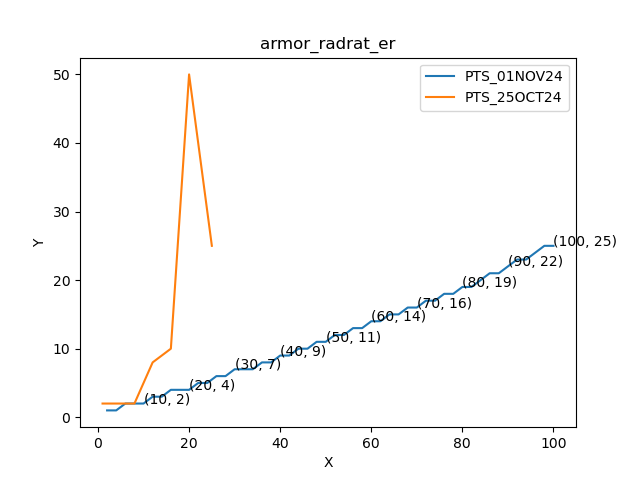 armor_radrat_er
PTS_01NOV24
PTS_25OCT24
Y
50
40
30
20
10
0
(10, 2)
(20, 4)
(30, 7)
(40, 9)
(50, 11)
(60, 14)
(70, 16)
(80, 19)
(90, 22)
(100, 25)
0 20 40 60 80 100
X